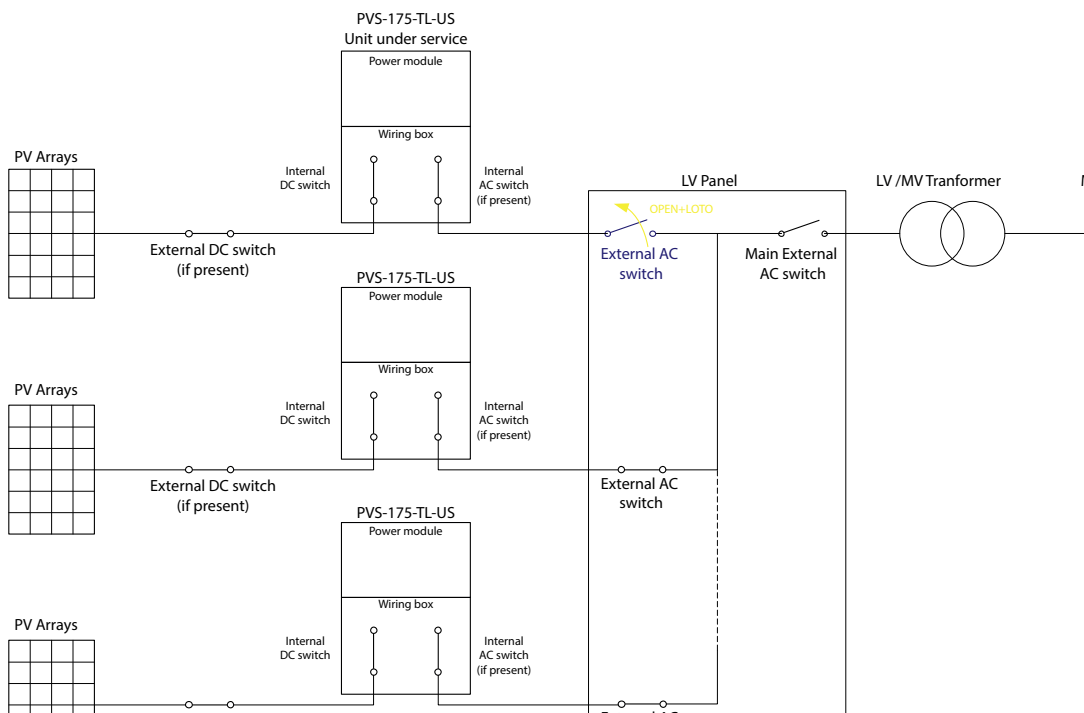 PVS-175-TL-US
Unit under service
Power module
Wiring box
PV Arrays
Internal
DC switch
Internal
AC switch
(if present)
LV Panel
LV /MV Tranformer
OPEN+LOTO
External DC switch
(if present)
External AC
switch
Main External
AC switch
PVS-175-TL-US
Power module
Wiring box
PV Arrays
Internal
DC switch
Internal
AC switch
(if present)
External DC switch
(if present)
External AC
switch
PVS-175-TL-US
Power module
Wiring box
PV Arrays
Internal
DC switch
Internal
AC switch
(if present)